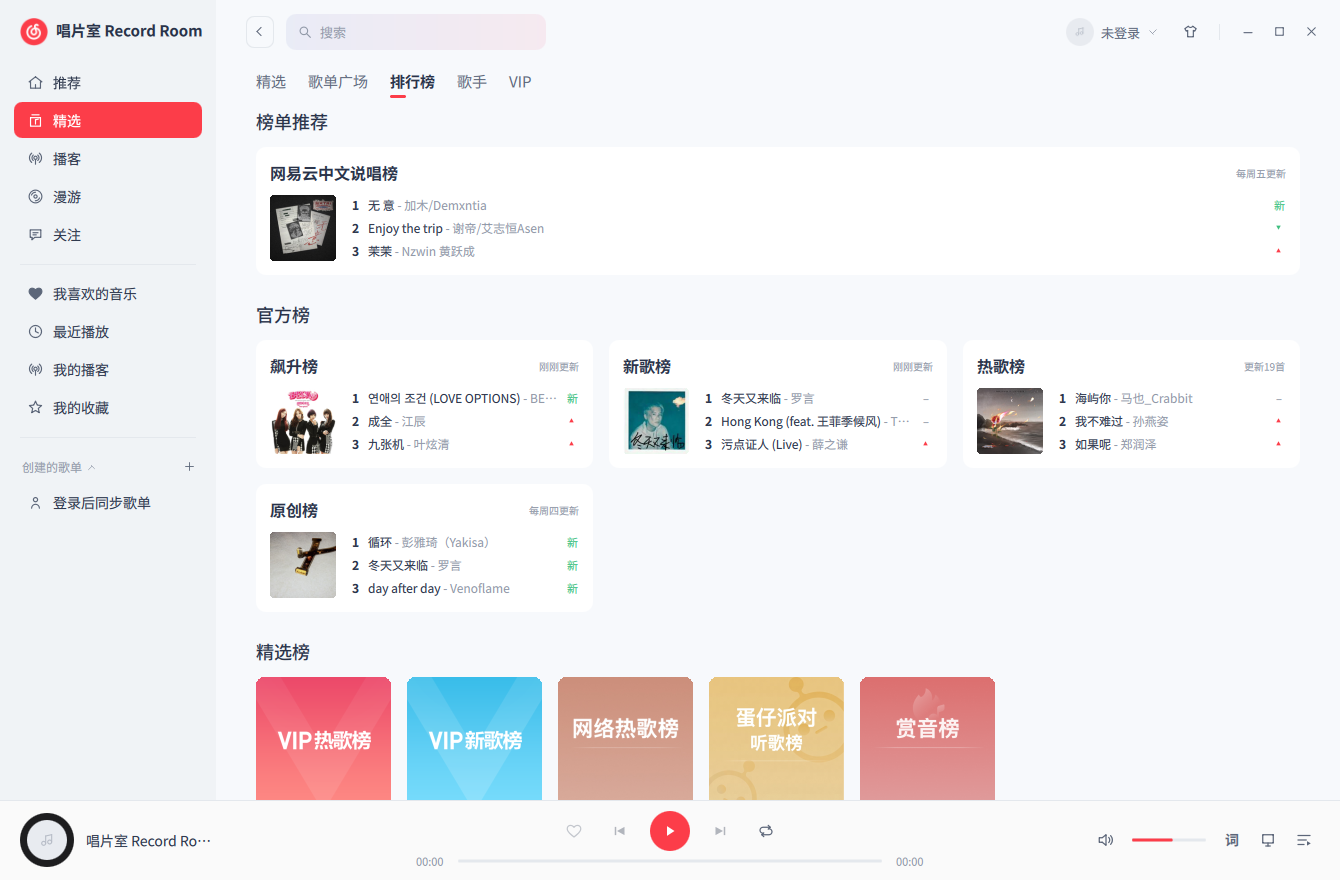 唱片室 Record Room
搜索
未登录
推荐
精选
播客
漫游
关注
我喜欢的音乐
最近播放
我的播客
我的收藏
创建的歌单
登录后同步歌单
精选 歌单广场 排行榜 歌手 VIP
榜单推荐
网易云中文说唱榜 每周五更新
1 无 意 - 加木/Demxntia 新
2 Enjoy the trip - 谢帝/艾志恒Asen
3 茉茉 - Nzwin 黄跃成
官方榜
飙升榜 刚刚更新
1 연애의 조건 (LOVE OPTIONS) - BE… 新
2 成全 - 江辰
3 九张机 - 叶炫清
新歌榜 刚刚更新
冬天又来临
1 冬天又来临 - 罗言 –
2 Hong Kong (feat. 王菲季候风) - T… –
3 污点证人 (Live) - 薛之谦
热歌榜 更新19首
1 海屿你 - 马也_Crabbit –
2 我不难过 - 孙燕姿
3 如果呢 - 郑润泽
原创榜 每周四更新
1 循环 - 彭雅琦（Yakisa） 新
2 冬天又来临 - 罗言 新
3 day after day - Venoflame 新
精选榜
VIP 热歌榜
VIP 新歌榜
网络热歌榜
蛋仔派对
听歌榜
赏音榜
唱片室 Record Ro…
00:00
00:00
词